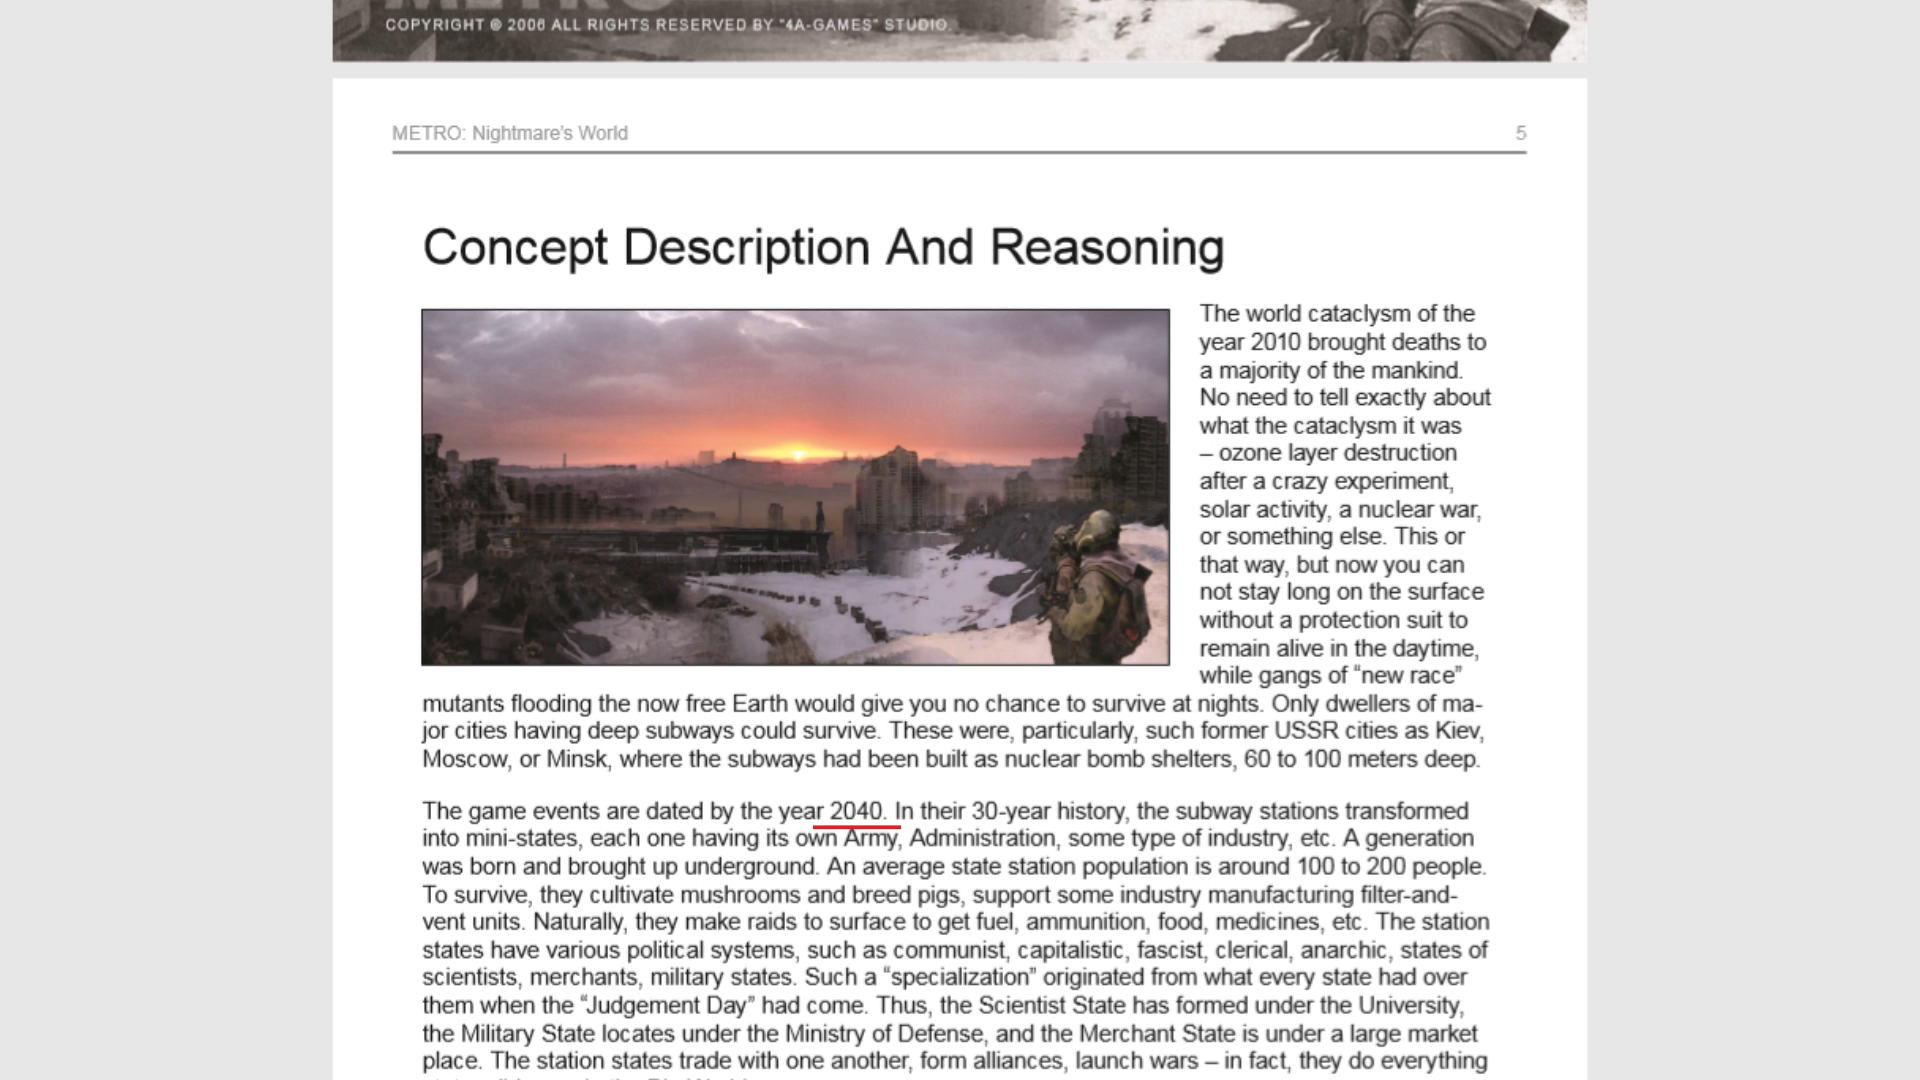 COPYRIGHT © 2006 ALL RIGHTS RESERVED BY "4A-GAMES" STUDIO.
METRO: Nightmare's World 5
Concept Description And Reasoning
The world cataclysm of the
year 2010 brought deaths to
a majority of the mankind.
No need to tell exactly about
what the cataclysm it was
– ozone layer destruction
after a crazy experiment,
solar activity, a nuclear war,
or something else. This or
that way, but now you can
not stay long on the surface
without a protection suit to
remain alive in the daytime,
while gangs of “new race”
mutants flooding the now free Earth would give you no chance to survive at nights. Only dwellers of ma-
jor cities having deep subways could survive. These were, particularly, such former USSR cities as Kiev,
Moscow, or Minsk, where the subways had been built as nuclear bomb shelters, 60 to 100 meters deep.
The game events are dated by the year 2040. In their 30-year history, the subway stations transformed
into mini-states, each one having its own Army, Administration, some type of industry, etc. A generation
was born and brought up underground. An average state station population is around 100 to 200 people.
To survive, they cultivate mushrooms and breed pigs, support some industry manufacturing filter-and-
vent units. Naturally, they make raids to surface to get fuel, ammunition, food, medicines, etc. The station
states have various political systems, such as communist, capitalistic, fascist, clerical, anarchic, states of
scientists, merchants, military states. Such a “specialization” originated from what every state had over
them when the “Judgement Day” had come. Thus, the Scientist State has formed under the University,
the Military State locates under the Ministry of Defense, and the Merchant State is under a large market
place. The station states trade with one another, form alliances, launch wars – in fact, they do everything